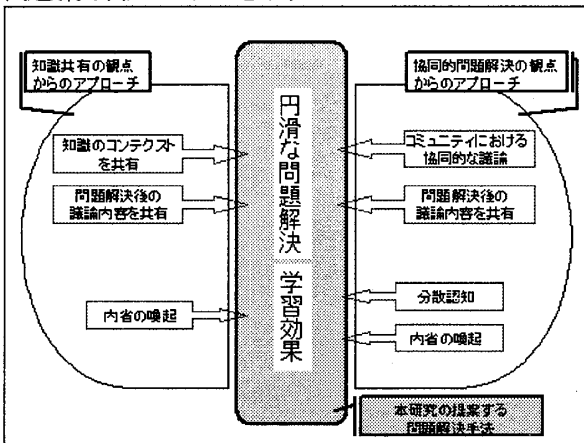 知識共有の観点
からのアプローチ
協同的問題解決の観点
からのアプローチ
円滑な問題解決
学習効果
知識のコンテクスト
を共有
問題解決後の
議論内容を共有
内省の喚起
コミュニティにおける
協同的な議論
問題解決後の
議論内容を共有
分散認知
内省の喚起
本研究の提案する
問題解決手法